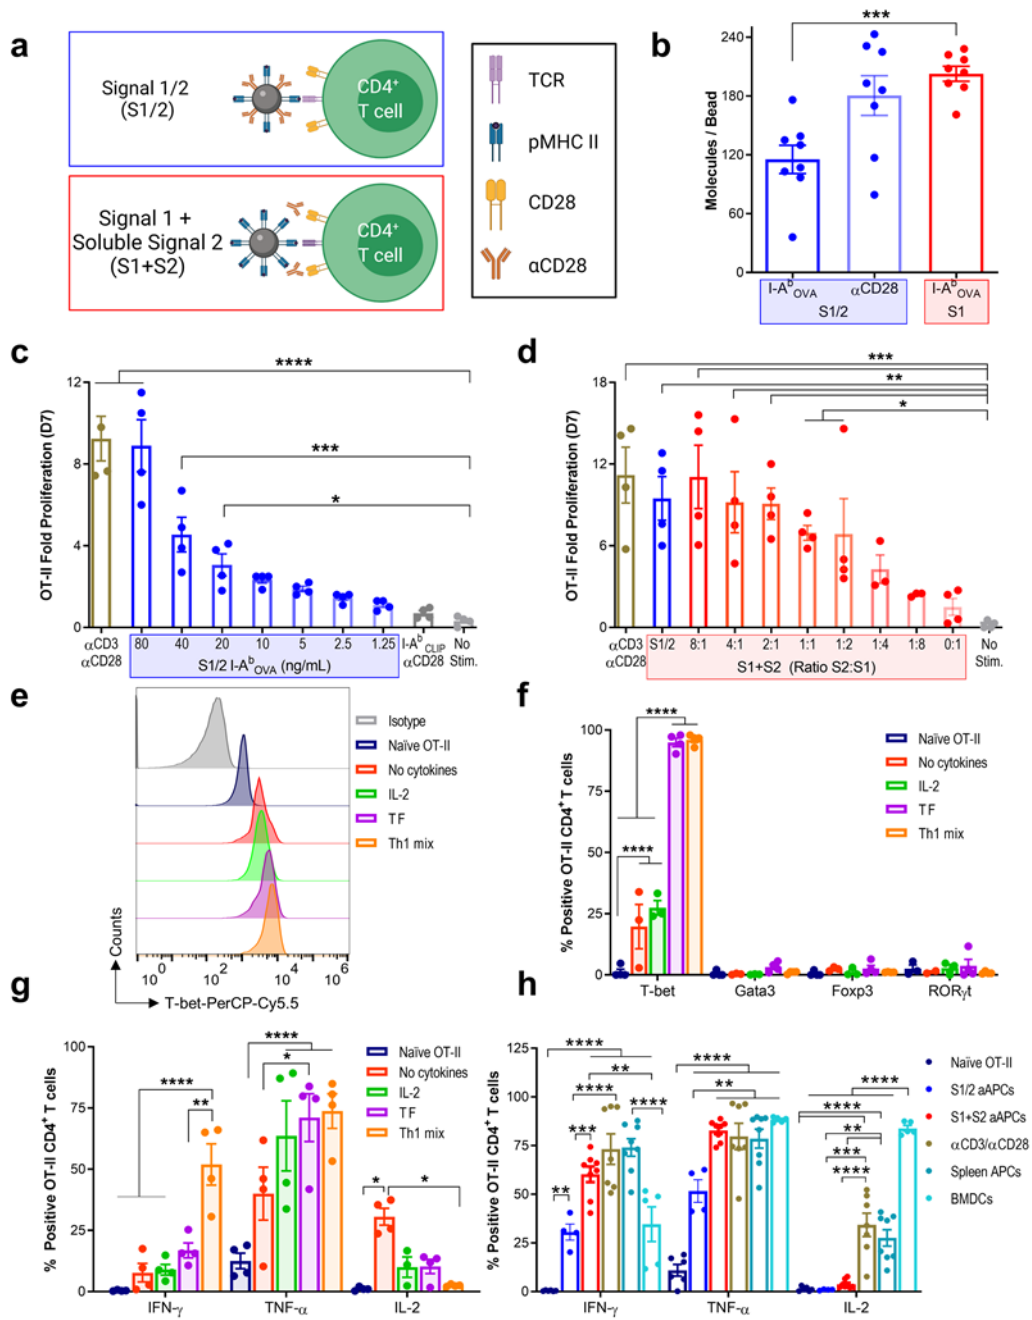 a
Signal 1/2
(S1/2)
CD4+
T cell
Signal 1 +
Soluble Signal 2
(S1+S2)
CD4+
T cell
TCR
pMHC II
CD28
αCD28
b
***
Molecules / Bead
240
180
120
60
0
I-Ab OVA
αCD28
I-Ab OVA
S1/2
S1
c
****
***
*
OT-II Fold Proliferation (D7)
12
8
4
0
αCD3
αCD28
80
40
20
10
5
2.5
1.25
S1/2 I-Ab OVA (ng/mL)
I-Ab CLIP
αCD28
No
Stim.
d
***
**
*
OT-II Fold Proliferation (D7)
18
12
6
0
αCD3
αCD28
S1/2
8:1
4:1
2:1
1:1
1:2
1:4
1:8
0:1
S1+S2 (Ratio S2:S1)
No
Stim.
e
Isotype
Naïve OT-II
No cytokines
IL-2
TF
Th1 mix
Counts
0
10 2
10 4
10 6
T-bet-PerCP-Cy5.5
f
****
****
% Positive OT-II CD4+ T cells
100
75
50
25
0
T-bet
Gata3
Foxp3
RORγt
Naïve OT-II
No cytokines
IL-2
TF
Th1 mix
g
****
**
****
*
*
*
% Positive OT-II CD4+ T cells
100
75
50
25
0
IFN-γ
TNF-α
IL-2
Naïve OT-II
No cytokines
IL-2
TF
Th1 mix
h
****
**
****
****
***
**
****
**
****
****
**
***
****
% Positive OT-II CD4+ T cells
125
100
75
50
25
0
IFN-γ
TNF-α
IL-2
Naïve OT-II
S1/2 aAPCs
S1+S2 aAPCs
αCD3/αCD28
Spleen APCs
BMDCs